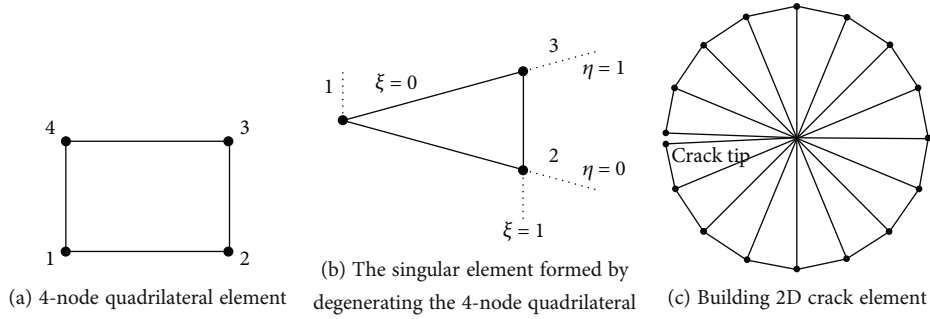 4
3
1
2
(a) 4-node quadrilateral element
1
ξ = 0
3
η = 1
2
η = 0
ξ = 1
(b) The singular element formed by
degenerating the 4-node quadrilateral
Crack tip
(c) Building 2D crack element